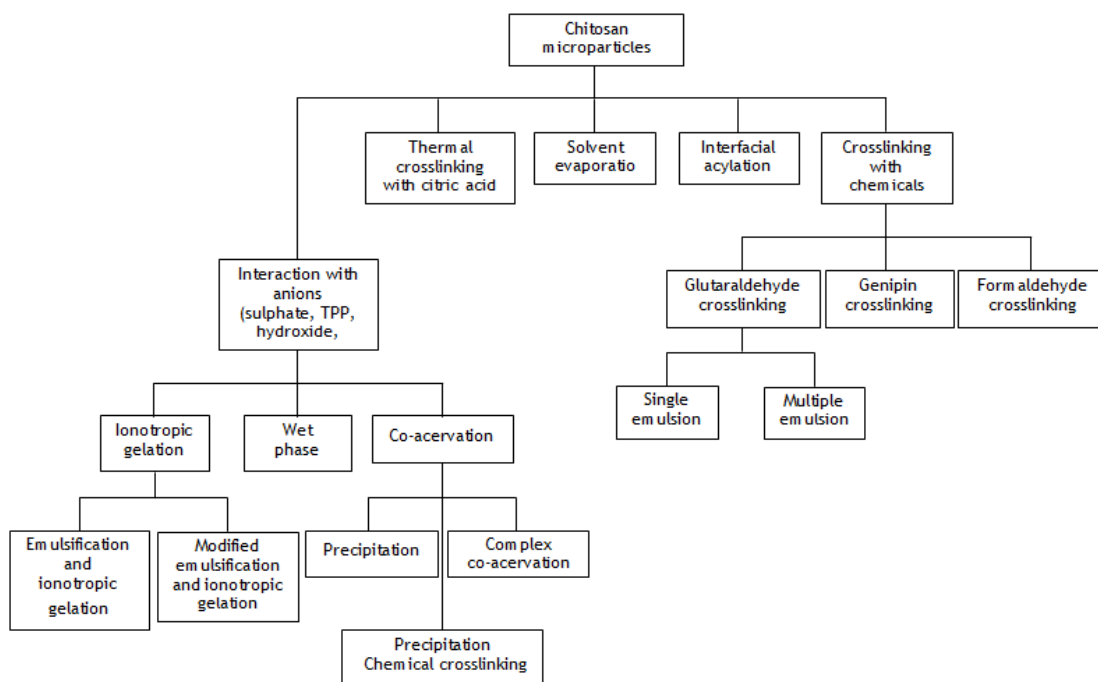 Chitosan
microparticles
Thermal
crosslinking
with citric acid
Solvent
evaporatio
Interfacial
acylation
Crosslinking
with
chemicals
Interaction with
anions
(sulphate, TPP,
hydroxide,
Glutaraldehyde
crosslinking
Genipin
crosslinking
Formaldehyde
crosslinking
Single
emulsion
Multiple
emulsion
Ionotropic
gelation
Wet
phase
Co-acervation
Emulsification
and
ionotropic
gelation
Modified
emulsification
and ionotropic
gelation
Precipitation
Complex
co-acervation
Precipitation
Chemical crosslinking